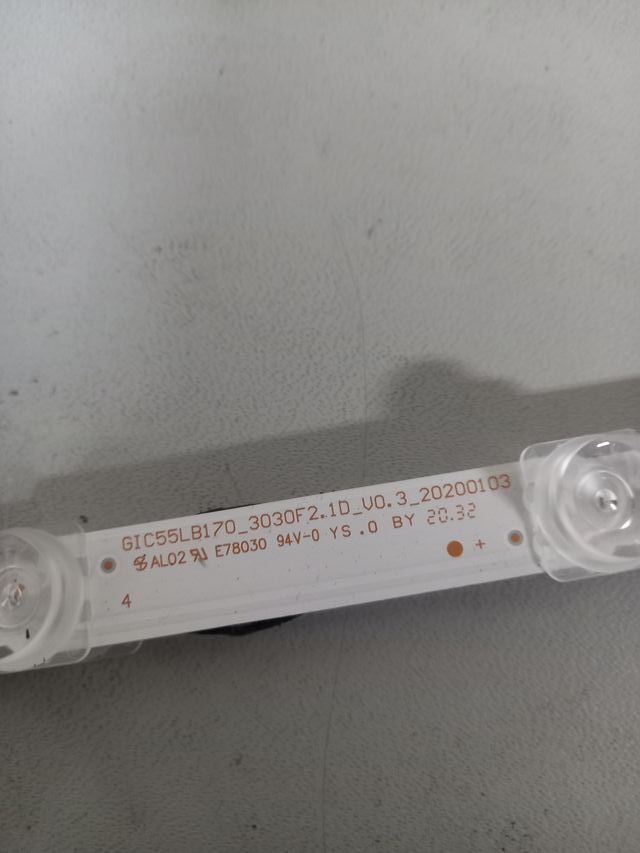 GIC55LB170_3030F2.1D_V0.3_20200103
AL02 E78030 94V-0 YS.0 BY 20.32
+
4